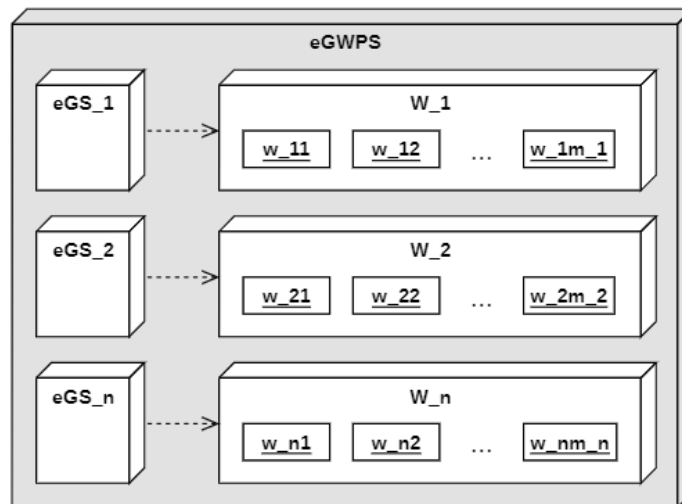 eGWPS
eGS_1
W_1
w_11 w_12 ... w_1m_1
eGS_2
W_2
w_21 w_22 ... w_2m_2
eGS_n
W_n
w_n1 w_n2 ... w_nm_n